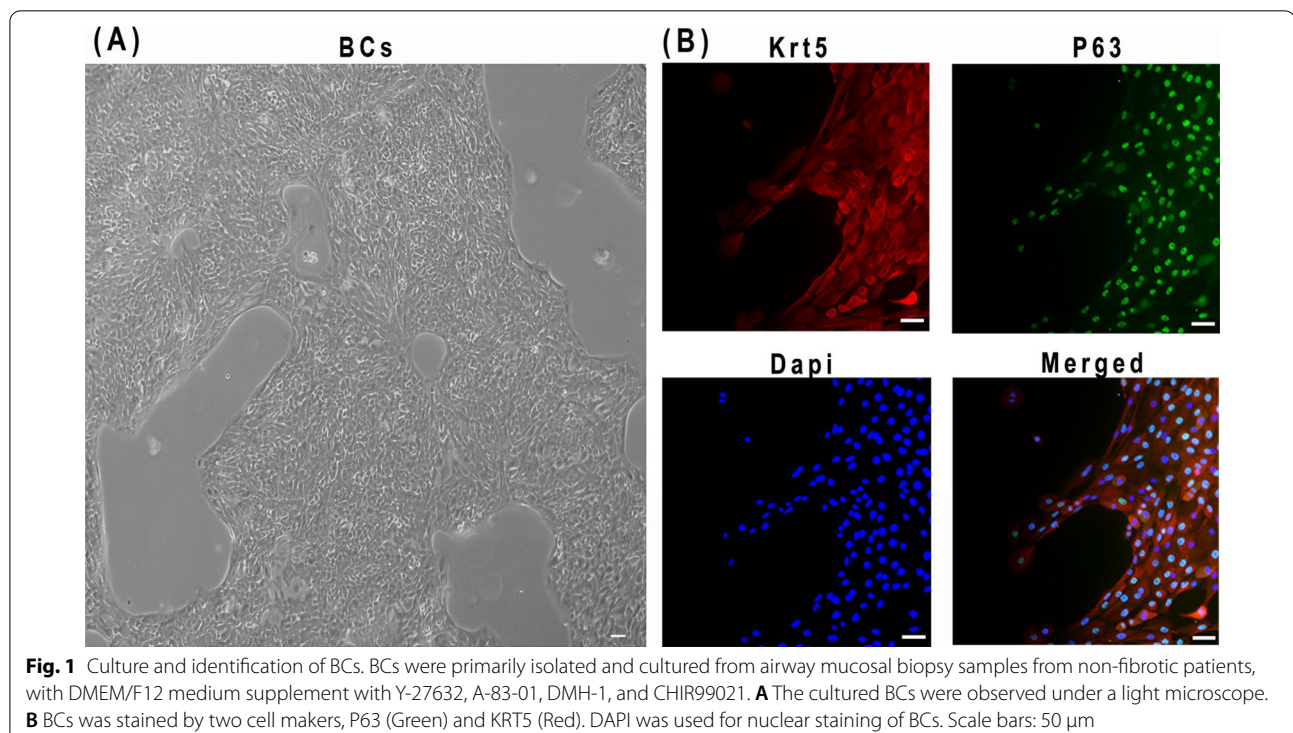 (A)
BCs
(B)
Krt5
P63
Dapi
Merged
Fig. 1 Culture and identification of BCs. BCs were primarily isolated and cultured from airway mucosal biopsy samples from non-fibrotic patients,
with DMEM/F12 medium supplement with Y-27632, A-83-01, DMH-1, and CHIR99021. A The cultured BCs were observed under a light microscope.
B BCs was stained by two cell makers, P63 (Green) and KRT5 (Red). DAPI was used for nuclear staining of BCs. Scale bars: 50 μm